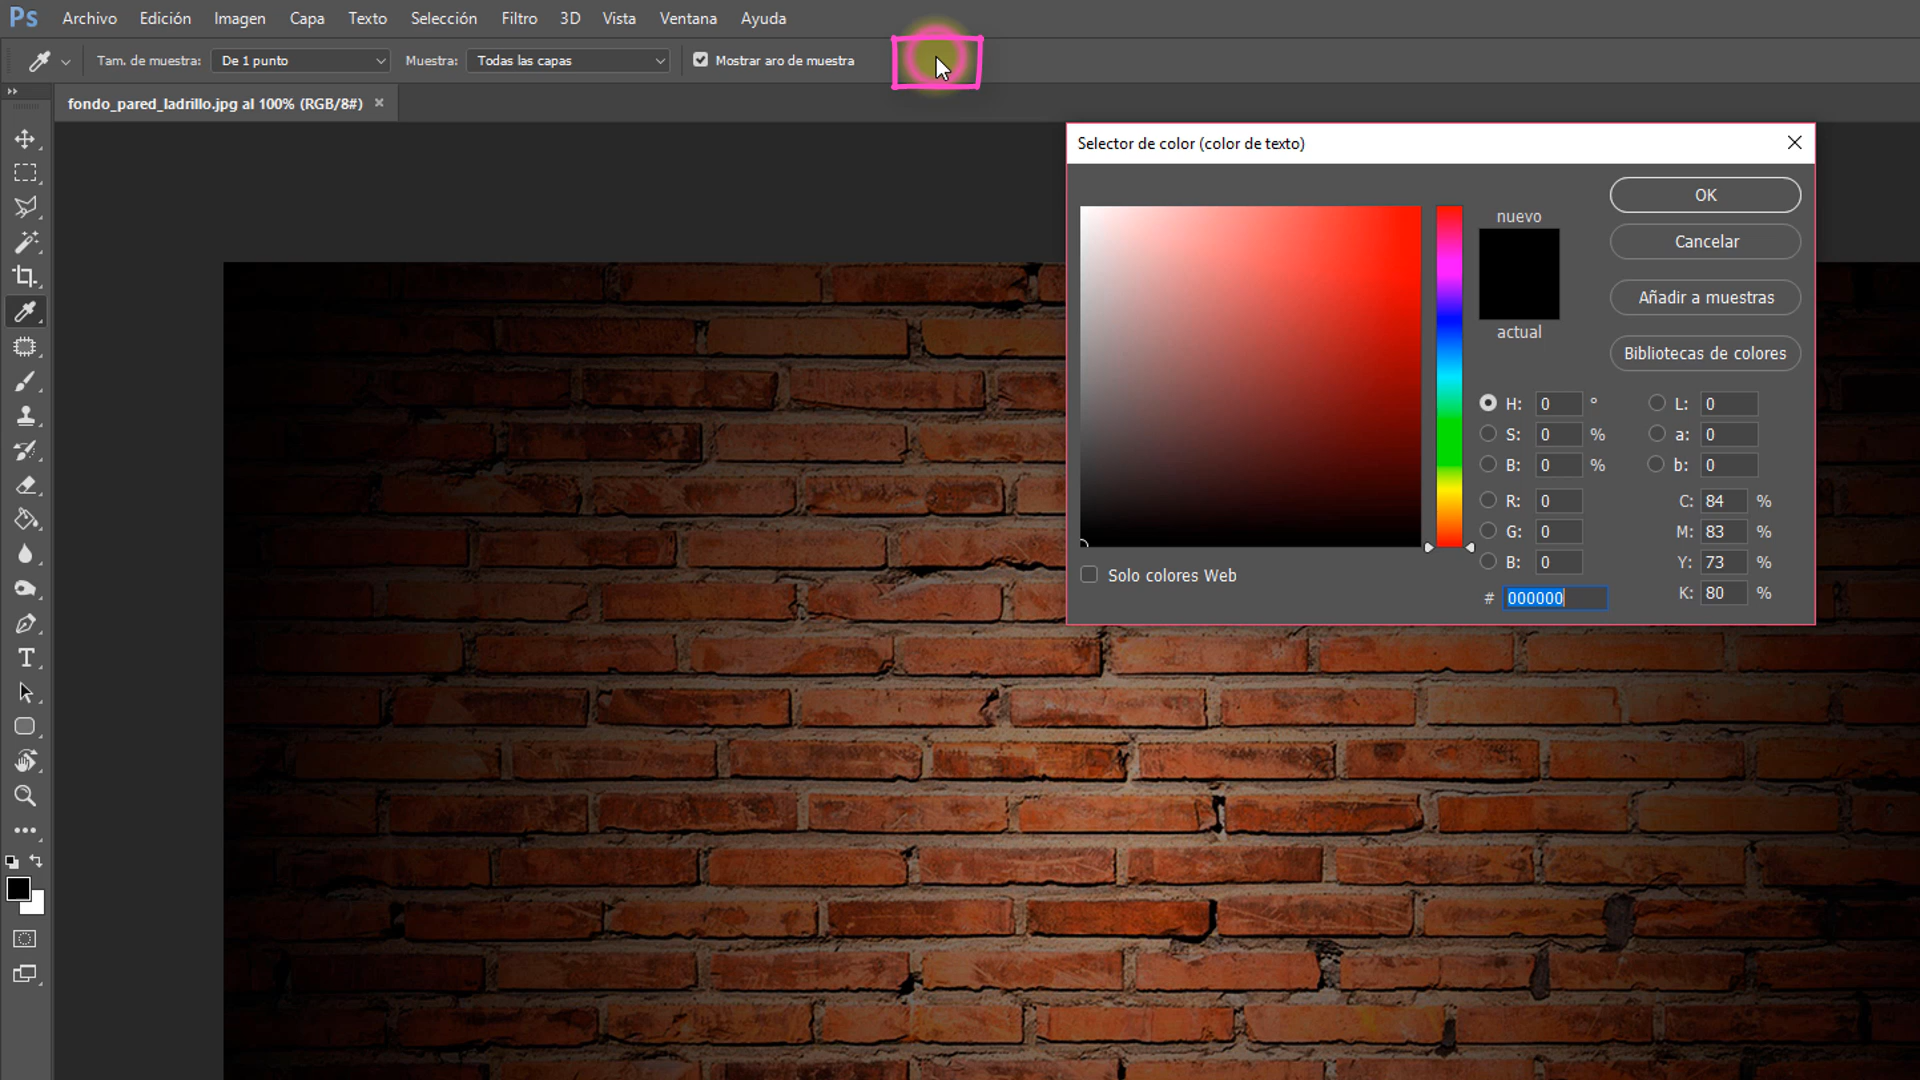 Ps Archivo Edición Imagen Capa Texto Selección Filtro 3D Vista Ventana Ayuda
Tam. de muestra: De 1 punto Muestra: Todas las capas Mostrar aro de muestra
fondo_pared_ladrillo.jpg al 100% (RGB/8#) ×
Selector de color (color de texto)
OK
nuevo
Cancelar
Añadir a muestras
actual
Bibliotecas de colores
H: 0 ° L: 0
S: 0 % a: 0
B: 0 % b: 0
R: 0 C: 84 %
G: 0 M: 83 %
B: 0 Y: 73 %
Solo colores Web
# 000000 K: 80 %
T